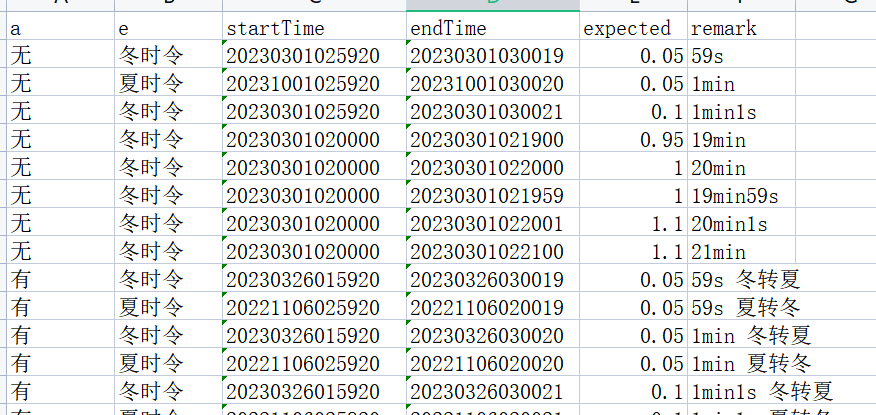 a e startTime endTime expected remark
无 冬时令 20230301025920 20230301030019 0.05 59s
无 夏时令 20231001025920 20231001030020 0.05 1min
无 冬时令 20230301025920 20230301030021 0.1 1min1s
无 冬时令 20230301020000 20230301021900 0.95 19min
无 冬时令 20230301020000 20230301022000 1 20min
无 冬时令 20230301020000 20230301021959 1 19min59s
无 冬时令 20230301020000 20230301022001 1.1 20min1s
无 冬时令 20230301020000 20230301022100 1.1 21min
有 冬时令 20230326015920 20230326030019 0.05 59s 冬转夏
有 夏时令 20221106025920 20221106020019 0.05 59s 夏转冬
有 冬时令 20230326015920 20230326030020 0.05 1min 冬转夏
有 夏时令 20221106025920 20221106020020 0.05 1min 夏转冬
有 冬时令 20230326015920 20230326030021 0.1 1min1s 冬转夏